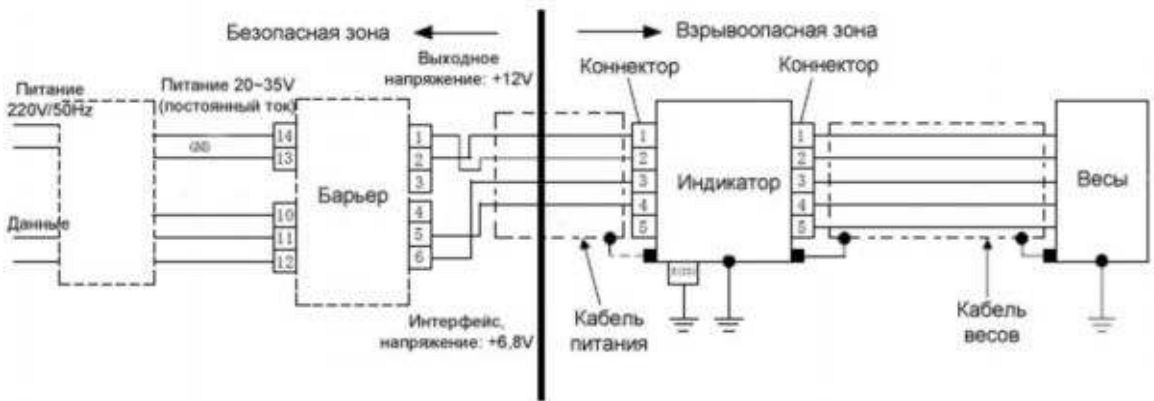 Безопасная зона
Взрывоопасная зона
Выходное
напряжение: +12V
Коннектор
Коннектор
Питание
220V/50Hz
Питание 20~35V
(постоянный ток)
14
13
10
11
12
Барьер
1
2
3
4
5
6
1
2
3
4
5
Индикатор
1
2
3
4
5
Весы
Данные
Интерфейс,
напряжение: +6,8V
Кабель
питания
Кабель
весов